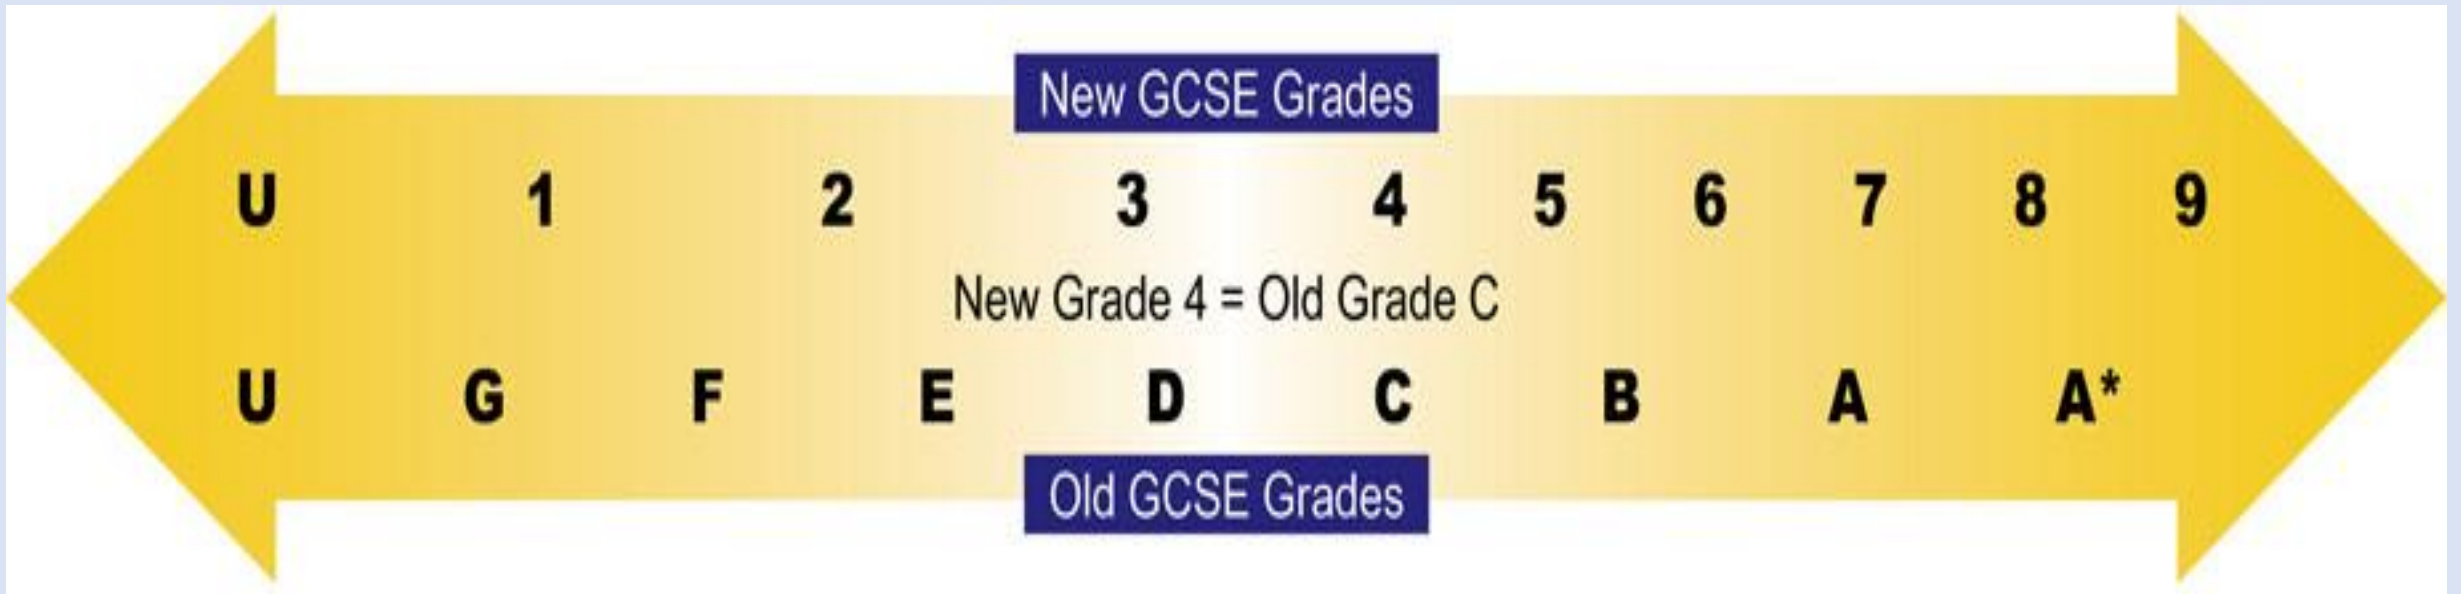 New GCSE Grades
U 1 2 3 4 5 6 7 8 9
New Grade 4 = Old Grade C
U G F E D C B A A*
Old GCSE Grades